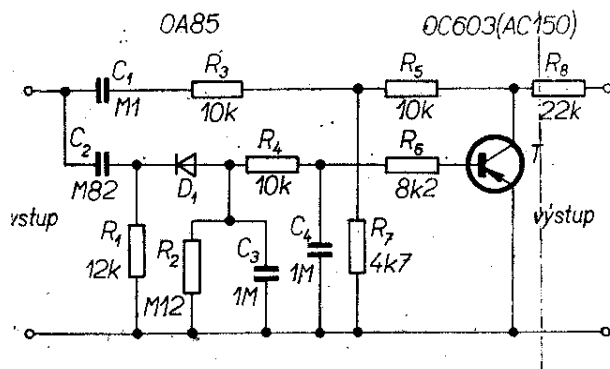 OA85
OC603(AC150)
C1
M1
R3
10k
R5
10k
R8
22k
C2
M82
D1
R4
10k
R6
8k2
T
vstup
výstup
R1
12k
R2
M12
C3
1M
C4
1M
R7
4k7